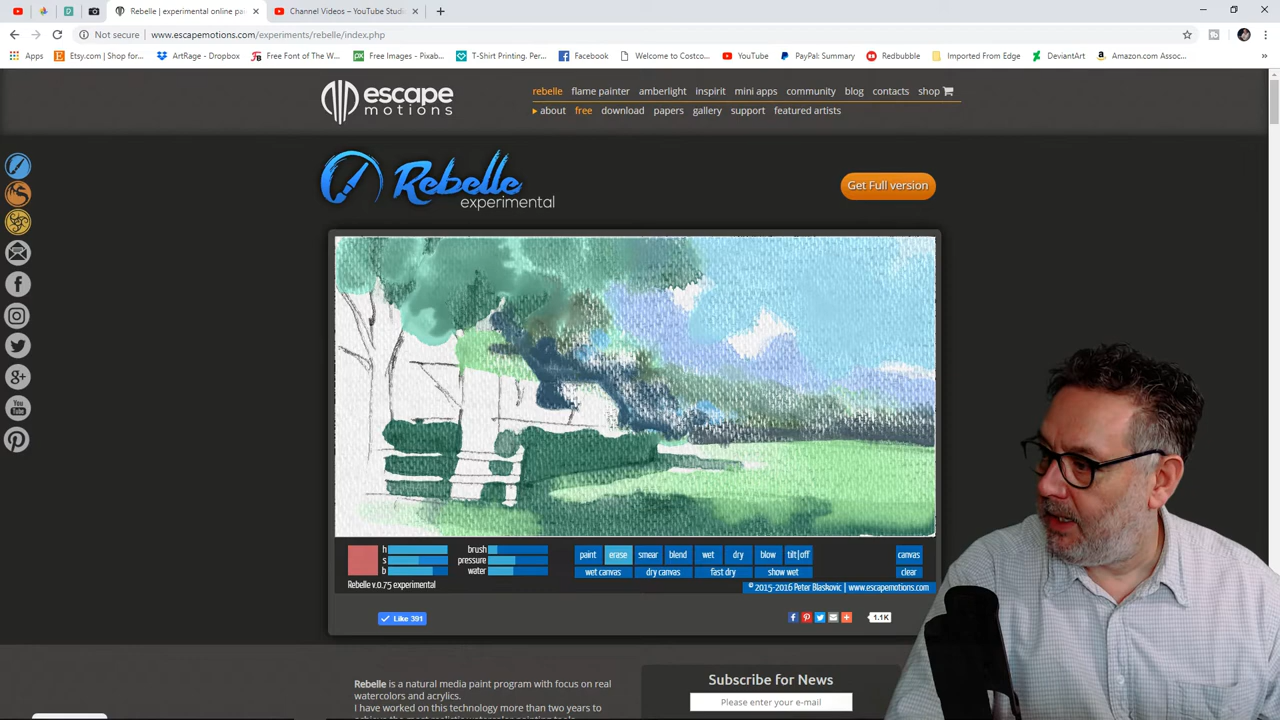 Rebelle | experimental online pai
Channel Videos – YouTube Studi
Not secure
www.escapemotions.com/experiments/rebelle/index.php
Apps
Etsy.com | Shop for...
ArtRage - Dropbox
Free Font of The W...
Free Images - Pixab...
T-Shirt Printing. Per...
Facebook
Welcome to Costco...
YouTube
PayPal: Summary
Redbubble
Imported From Edge
DeviantArt
Amazon.com Assoc...
escape
motions
rebelle flame painter amberlight inspirit mini apps community blog contacts shop
about free download papers gallery support featured artists
Rebelle
experimental
Get Full version
h
s
b
brush
pressure
water
paint erase smear blend wet dry blow tilt|off
canvas
wet canvas dry canvas fast dry show wet
clear
Rebelle v.0.75 experimental
© 2015-2016 Peter Blaskovic | www.escapemotions.com
Like 391
1.1K
You
Tube
Rebelle is a natural media paint program with focus on real
watercolors and acrylics.
I have worked on this technology more than two years to
Subscribe for News
Please enter your e-mail